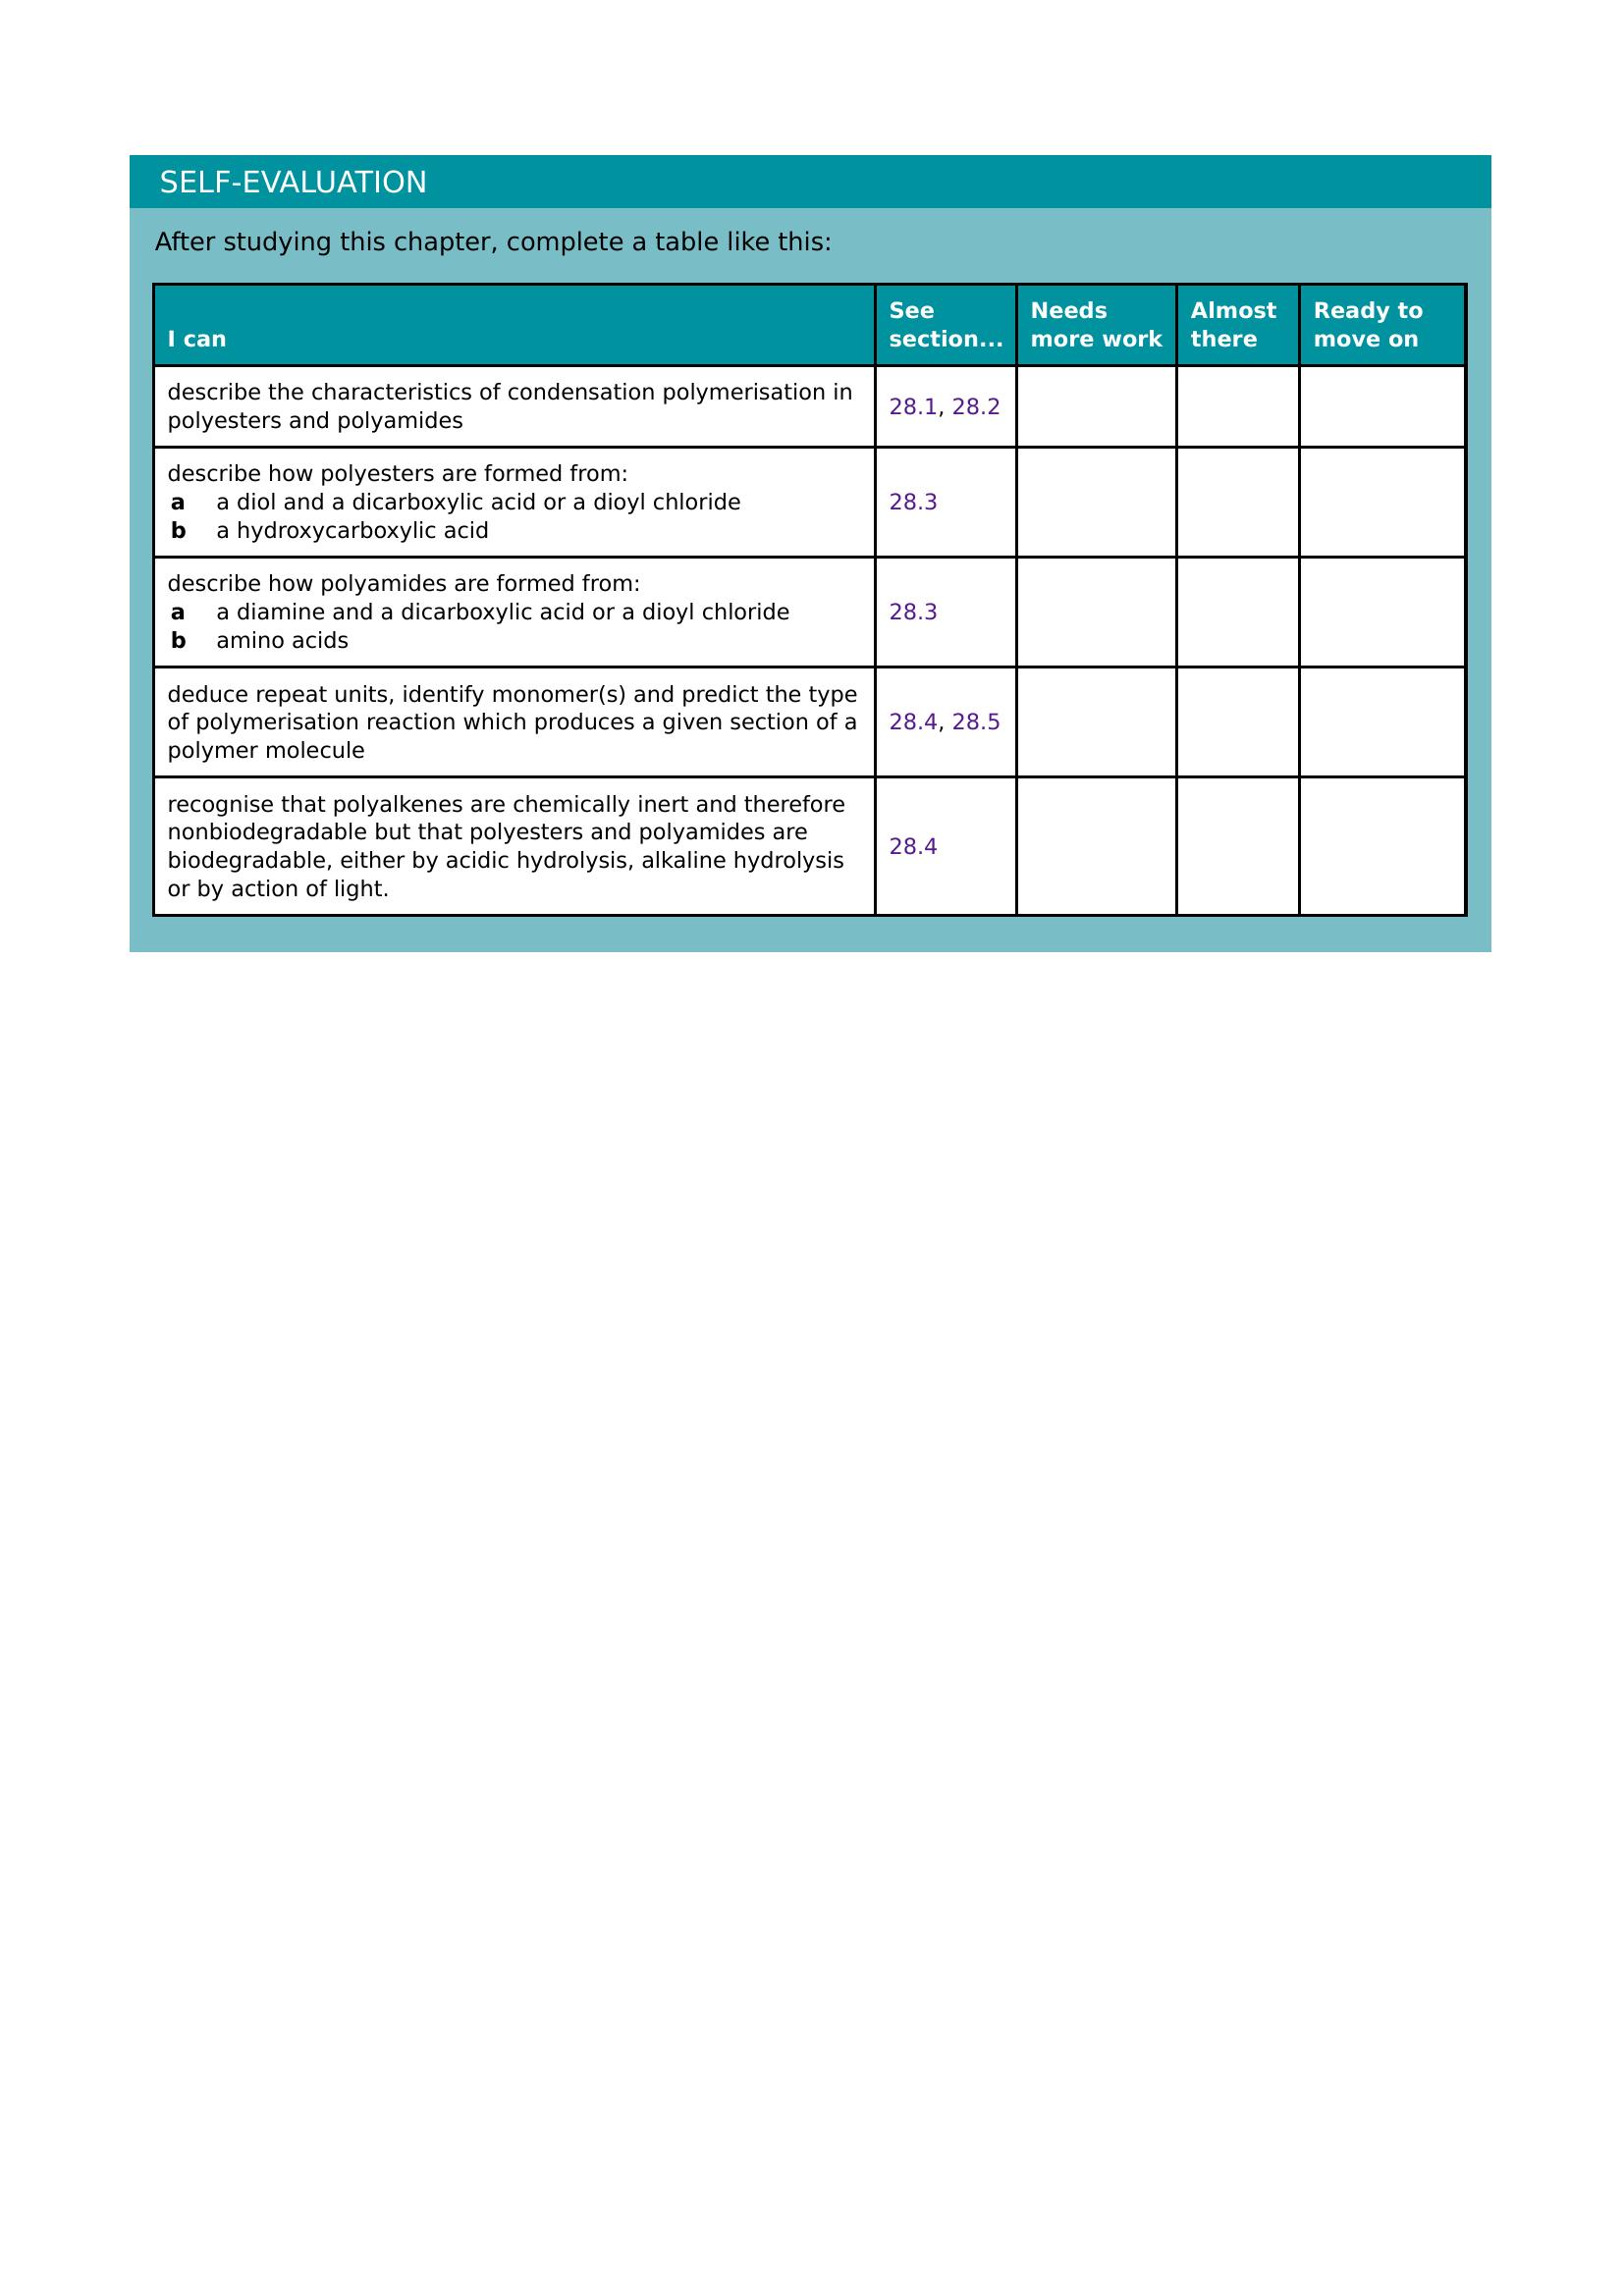 SELF-EVALUATION
After studying this chapter, complete a table like this:
I can
See
section...
Needs
more work
Almost
there
Ready to
move on
describe the characteristics of condensation polymerisation in
polyesters and polyamides
28.1, 28.2
describe how polyesters are formed from:
a a diol and a dicarboxylic acid or a dioyl chloride
b a hydroxycarboxylic acid
28.3
describe how polyamides are formed from:
a a diamine and a dicarboxylic acid or a dioyl chloride
b amino acids
28.3
deduce repeat units, identify monomer(s) and predict the type
of polymerisation reaction which produces a given section of a
polymer molecule
28.4, 28.5
recognise that polyalkenes are chemically inert and therefore
nonbiodegradable but that polyesters and polyamides are
biodegradable, either by acidic hydrolysis, alkaline hydrolysis
or by action of light.
28.4